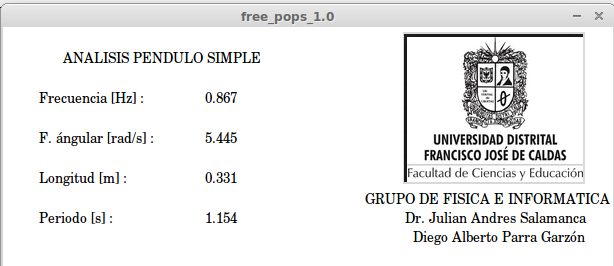 free_pops_1.0
ANALISIS PENDULO SIMPLE
Frecuencia [Hz] : 0.867
F. ángular [rad/s] : 5.445
Longitud [m] : 0.331
Periodo [s] : 1.154
UNIVERSIDAD DISTRITAL
FRANCISCO JOSÉ DE CALDAS
Facultad de Ciencias y Educación
GRUPO DE FISICA E INFORMATICA
Dr. Julian Andres Salamanca
Diego Alberto Parra Garzón